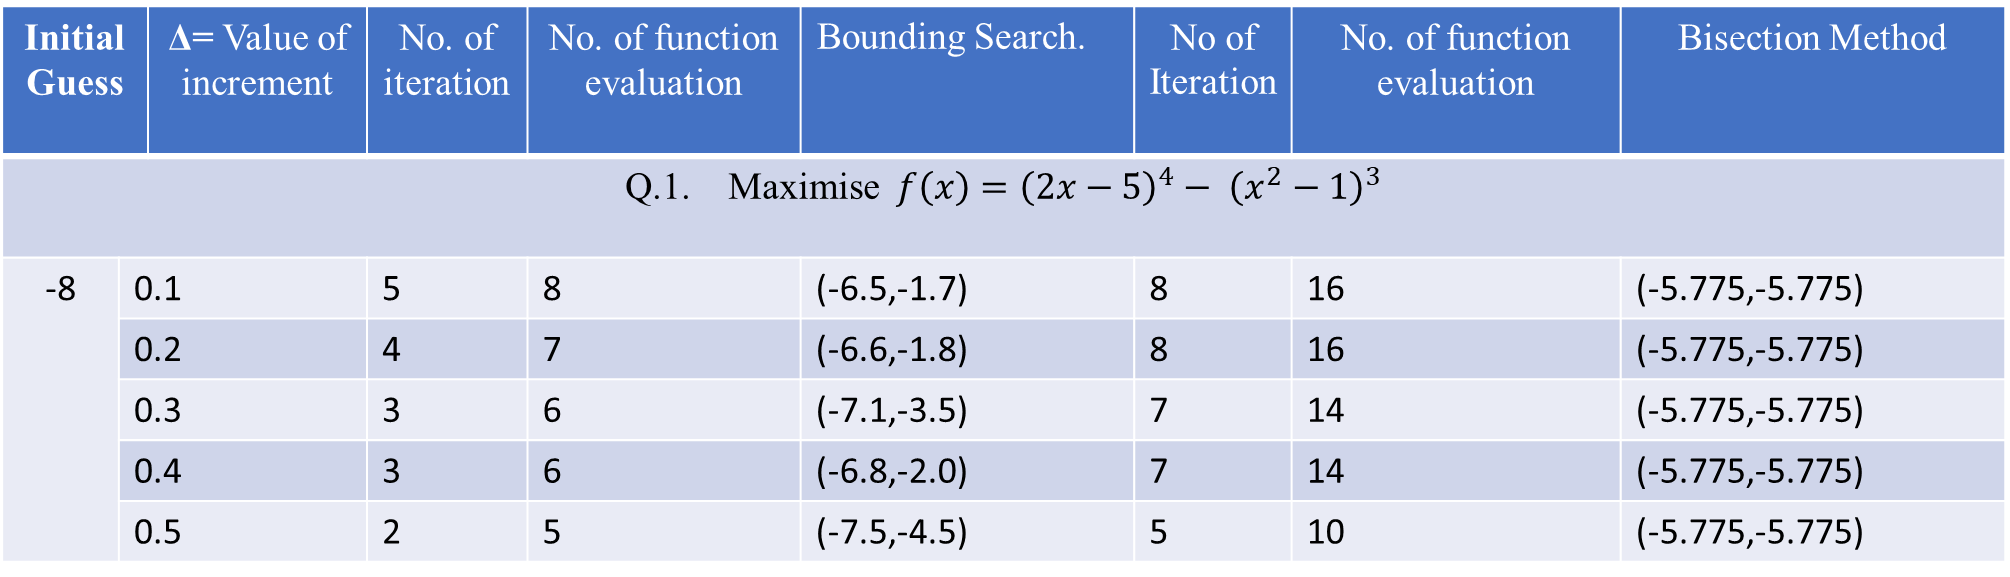 Initial Guess Δ= Value of increment No. of iteration No. of function evaluation Bounding Search. No of Iteration No. of function evaluation Bisection Method
Q.1. Maximise f(x) = (2x − 5)⁴ − (x² − 1)³
-8 0.1 5 8 (-6.5,-1.7) 8 16 (-5.775,-5.775)
0.2 4 7 (-6.6,-1.8) 8 16 (-5.775,-5.775)
0.3 3 6 (-7.1,-3.5) 7 14 (-5.775,-5.775)
0.4 3 6 (-6.8,-2.0) 7 14 (-5.775,-5.775)
0.5 2 5 (-7.5,-4.5) 5 10 (-5.775,-5.775)